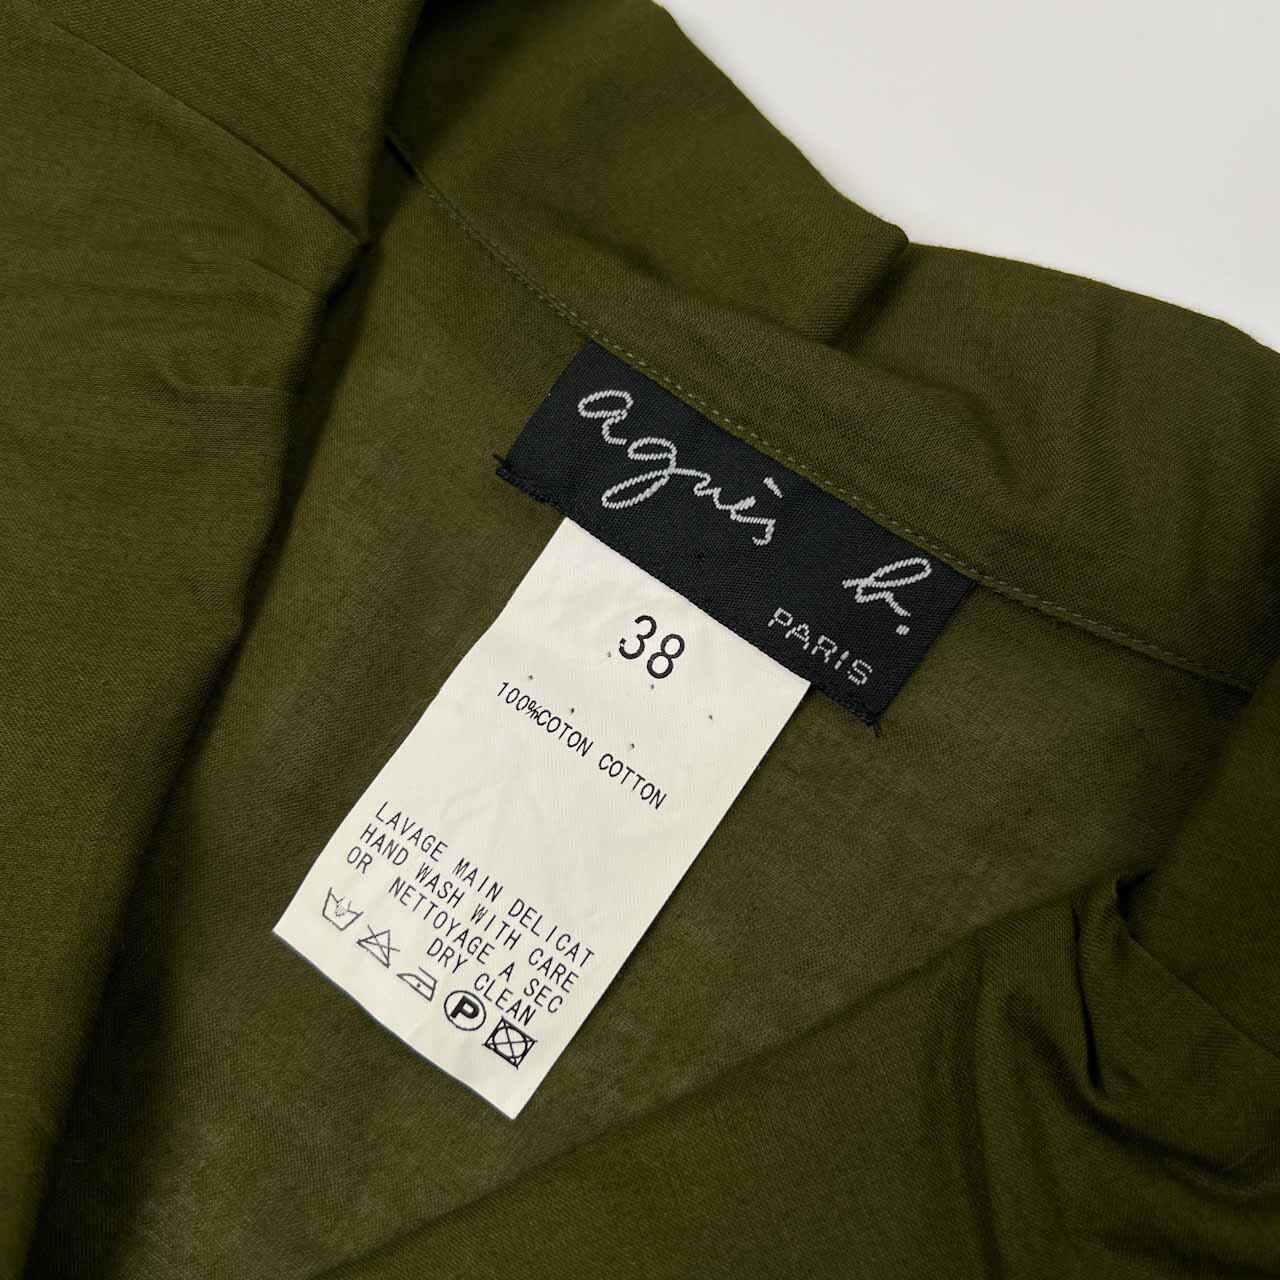 agnès b.
PARIS
38
100%COTON COTTON
LAVAGE MAIN DELICAT
HAND WASH WITH CARE
OR NETTOYAGE A SEC
DRY CLEAN
P